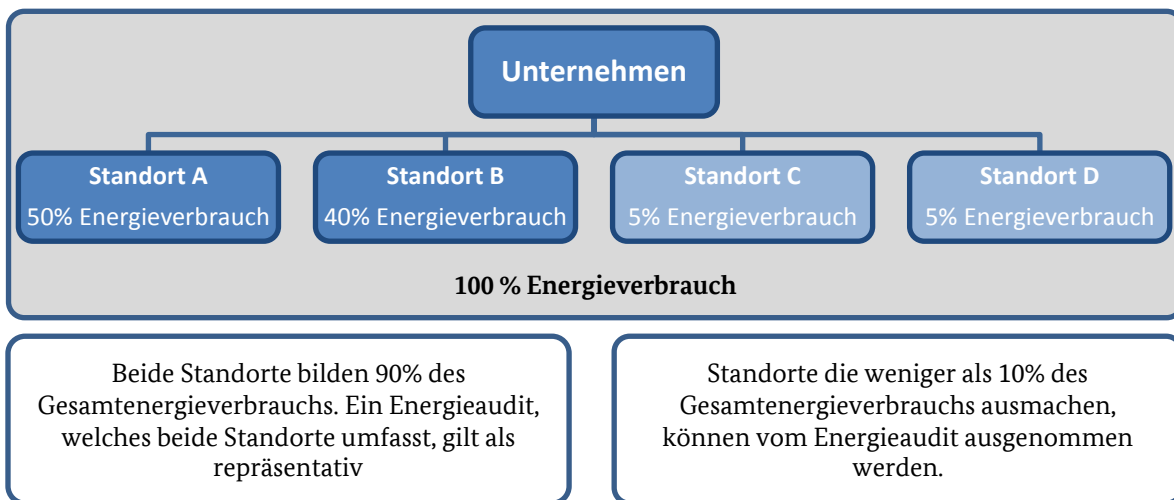 Unternehmen
Standort A
50% Energieverbrauch
Standort B
40% Energieverbrauch
Standort C
5% Energieverbrauch
Standort D
5% Energieverbrauch
100 % Energieverbrauch
Beide Standorte bilden 90% des
Gesamtenergieverbrauchs. Ein Energieaudit,
welches beide Standorte umfasst, gilt als
repräsentativ
Standorte die weniger als 10% des
Gesamtenergieverbrauchs ausmachen,
können vom Energieaudit ausgenommen
werden.